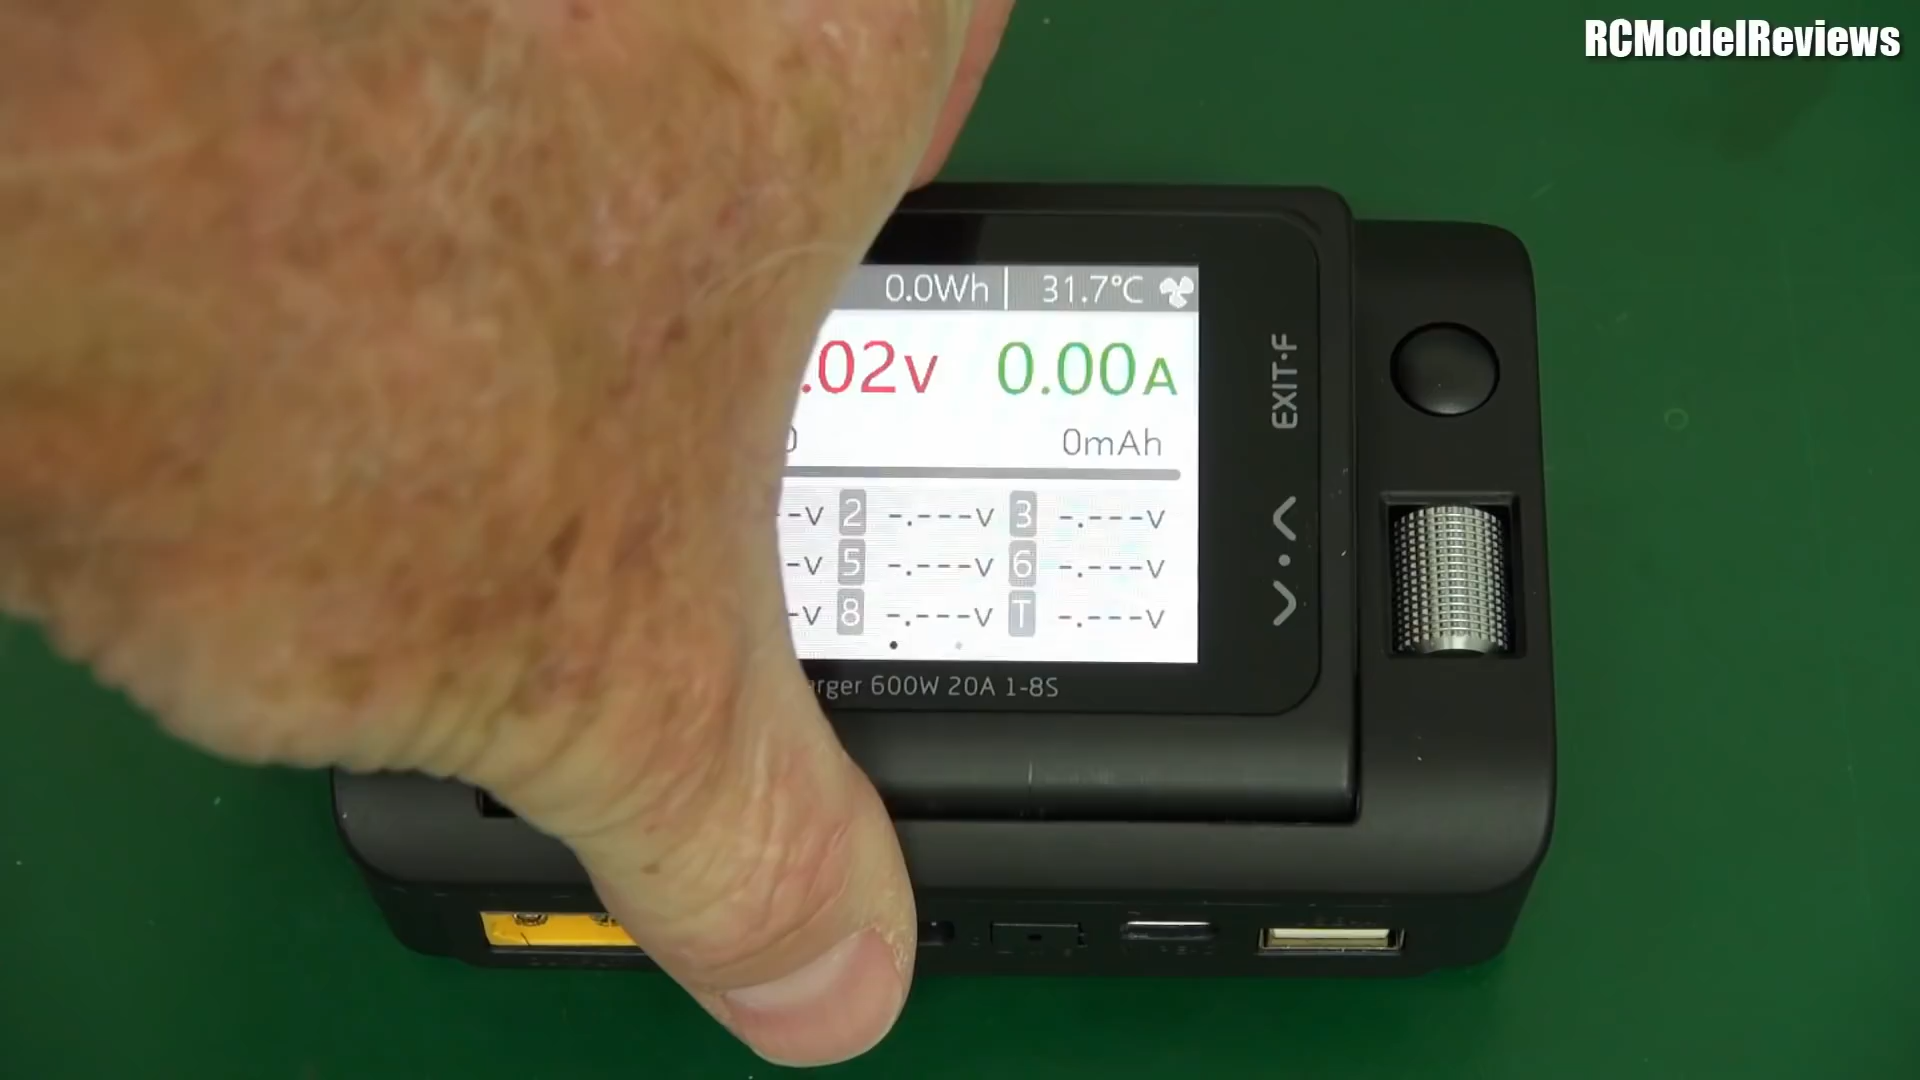 RCModelReviews
0.0Wh 31.7°C
.02V 0.00A
0mAh
--V 2 -.---V 3 -.---V
-V 5 -.---V 6 -.---V
-V 8 -.---V T -.---V
600W 20A 1-8S
EXIT·F